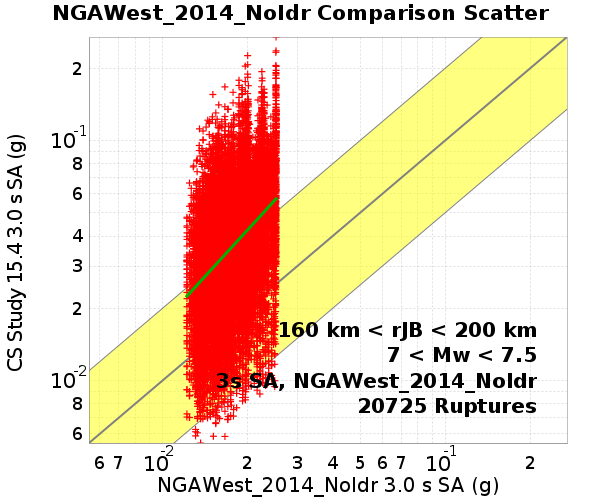 NGAWest_2014_NoIdr Comparison Scatter
CS Study 15.4 3.0 s SA (g)
2
10^-1
8
6
4
3
2
10^-2
8
6
160 km < rJB < 200 km
7 < Mw < 7.5
3s SA, NGAWest_2014_NoIdr
20725 Ruptures
6 7 10^-2 2 3 4 5 6 7 10^-1 2
NGAWest_2014_NoIdr 3.0 s SA (g)